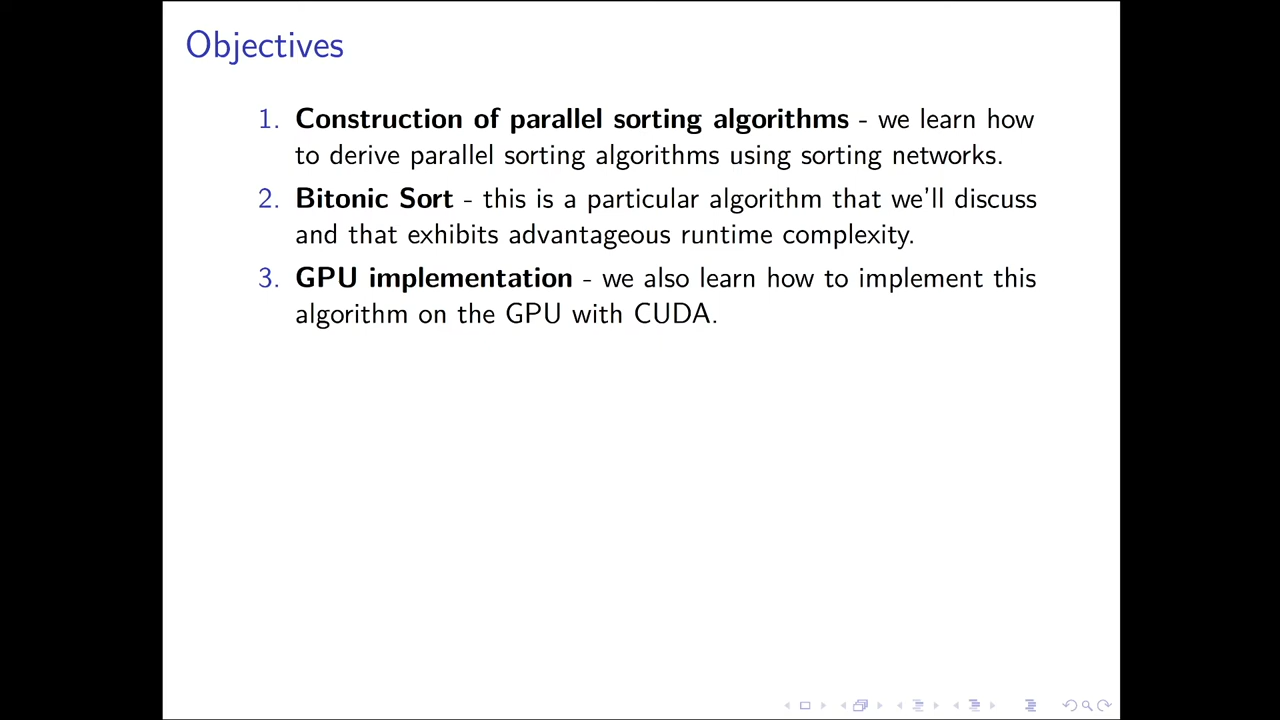 Objectives
1. Construction of parallel sorting algorithms - we learn how
to derive parallel sorting algorithms using sorting networks.
2. Bitonic Sort - this is a particular algorithm that we'll discuss
and that exhibits advantageous runtime complexity.
3. GPU implementation - we also learn how to implement this
algorithm on the GPU with CUDA.